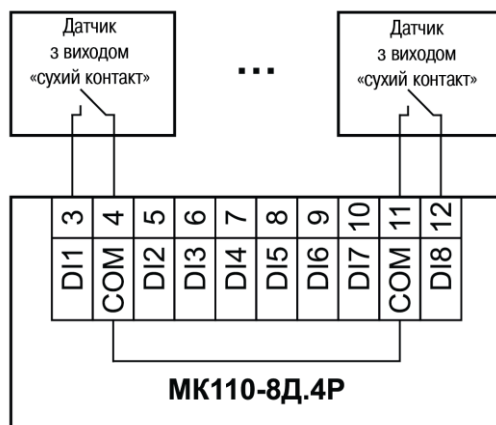 Датчик
з виходом
«сухий контакт»
...
Датчик
з виходом
«сухий контакт»
3 4 5 6 7 8 9 10 11 12
DI1 COM DI2 DI3 DI4 DI5 DI6 DI7 COM DI8
МК110-8Д.4Р